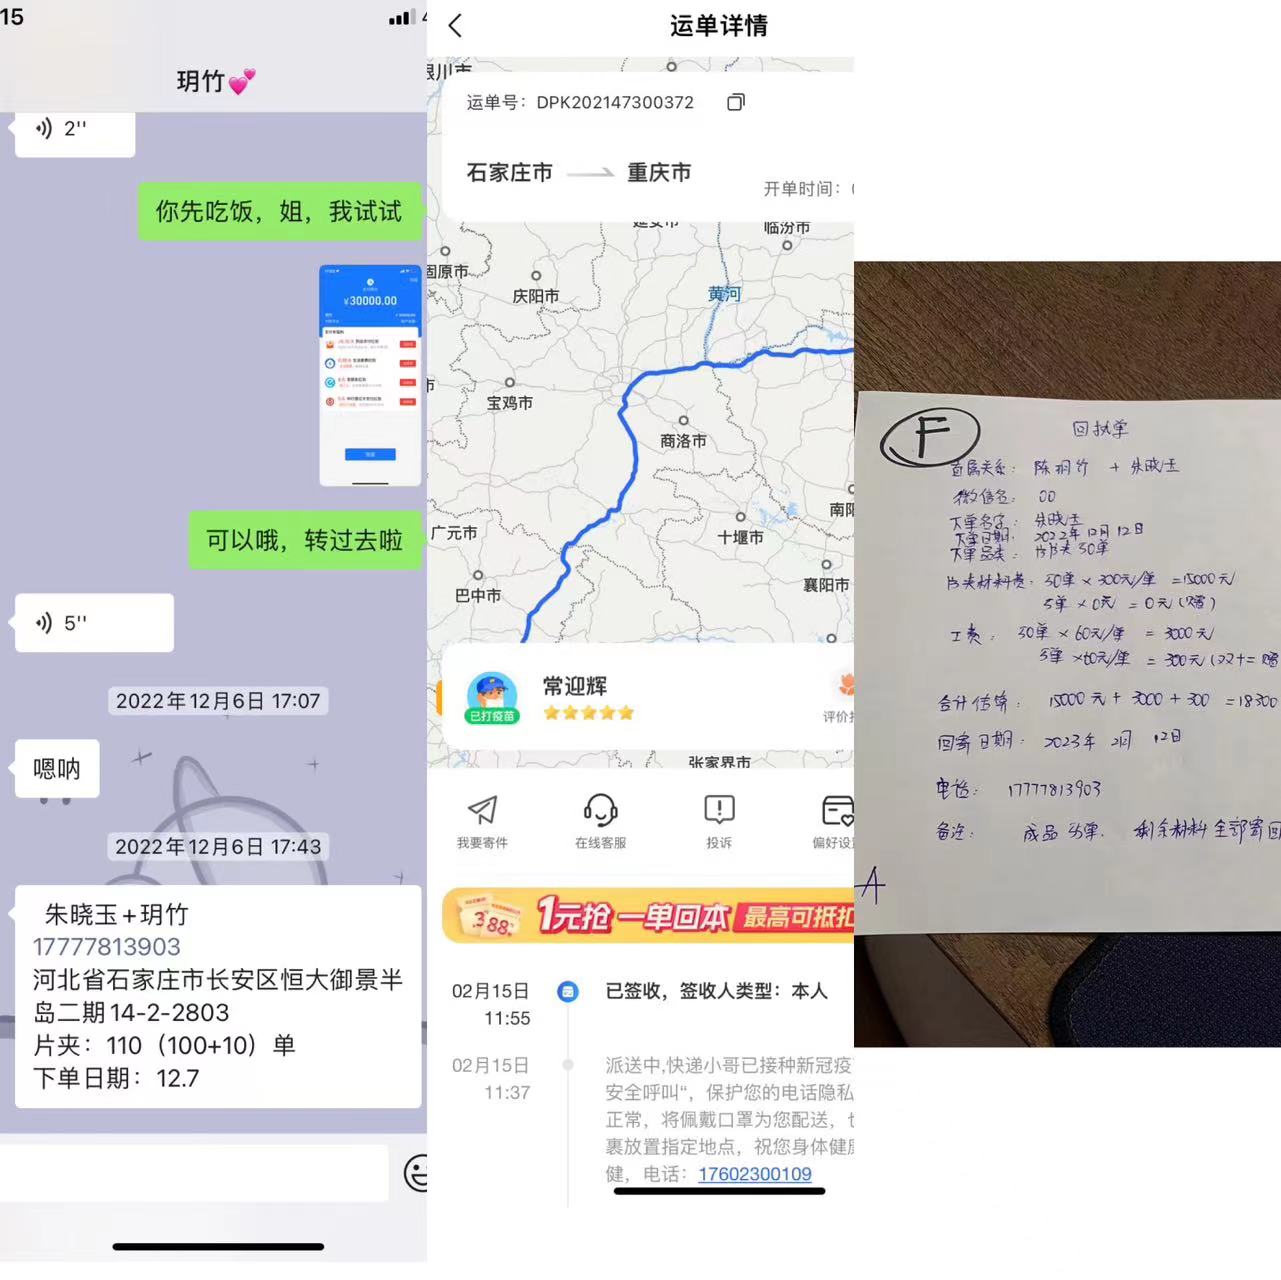 15
玥竹💕
2''
你先吃饭，姐，我试试
¥30000.00
可以哦，转过去啦
5''
2022年12月6日 17:07
嗯呐
2022年12月6日 17:43
朱晓玉+玥竹
17777813903
河北省石家庄市长安区恒大御景半
岛二期14-2-2803
片夹：110（100+10）单
下单日期：12.7
运单详情
银川市
运单号：DPK202147300372
石家庄市
重庆市
开单时间：
延安市
临汾市
固原市
庆阳市
黄河
宝鸡市
商洛市
南阳
广元市
十堰市
巴中市
襄阳市
常迎辉
已打疫苗
评价
张家界市
我要寄件
在线客服
投诉
偏好设
388
1元抢 一单回本 最高可抵扣
02月15日
11:55
已签收，签收人类型：本人
02月15日
11:37
派送中,快递小哥已接种新冠疫
安全呼叫“，保护您的电话隐私
正常，将佩戴口罩为您配送，也
裹放置指定地点，祝您身体健康
健，电话：17602300109
F
回执单
直属关系：陈玥竹 + 朱晓玉
微信名：00
大单名字：朱晓玉
大单日期：2022年12月12日
大单品类：片夹50单
片夹材料费：50单×300元/单=15000元
5单×0元=0元(赠)
工费：50单×60元/单=3000元
5单×60元/单=300元
合计结算：15000元+3000+300=18300
回寄日期：2023年2月12日
电话：17777813903
备注：成品 单．剩余材料全部寄回
A